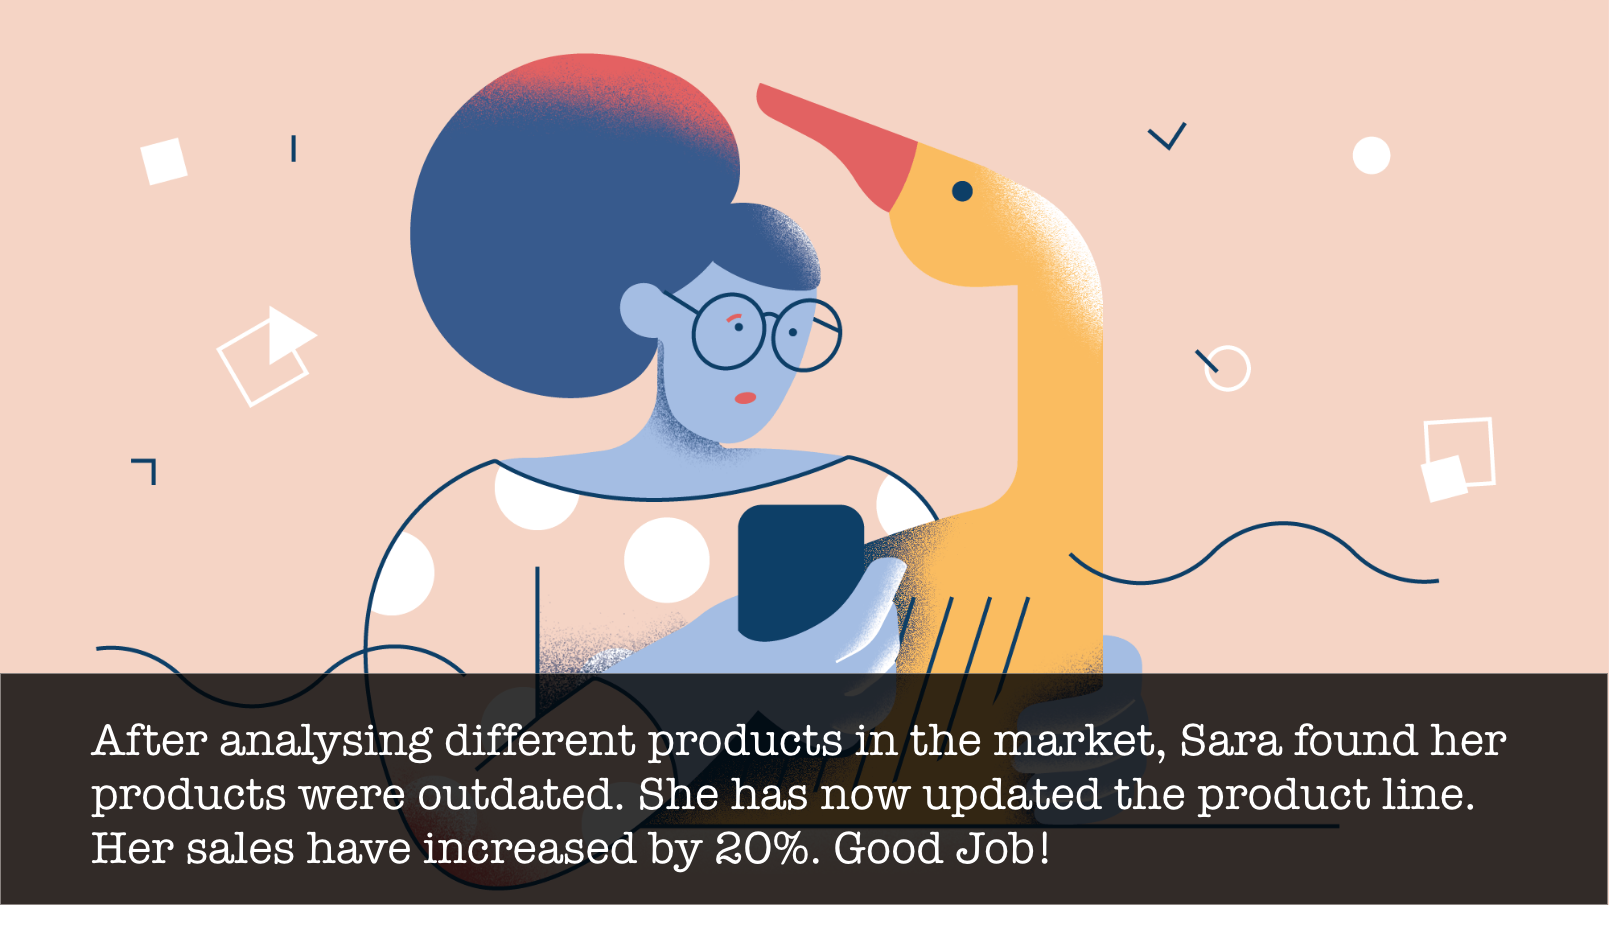 After analysing different products in the market, Sara found her
products were outdated. She has now updated the product line.
Her sales have increased by 20%. Good Job!